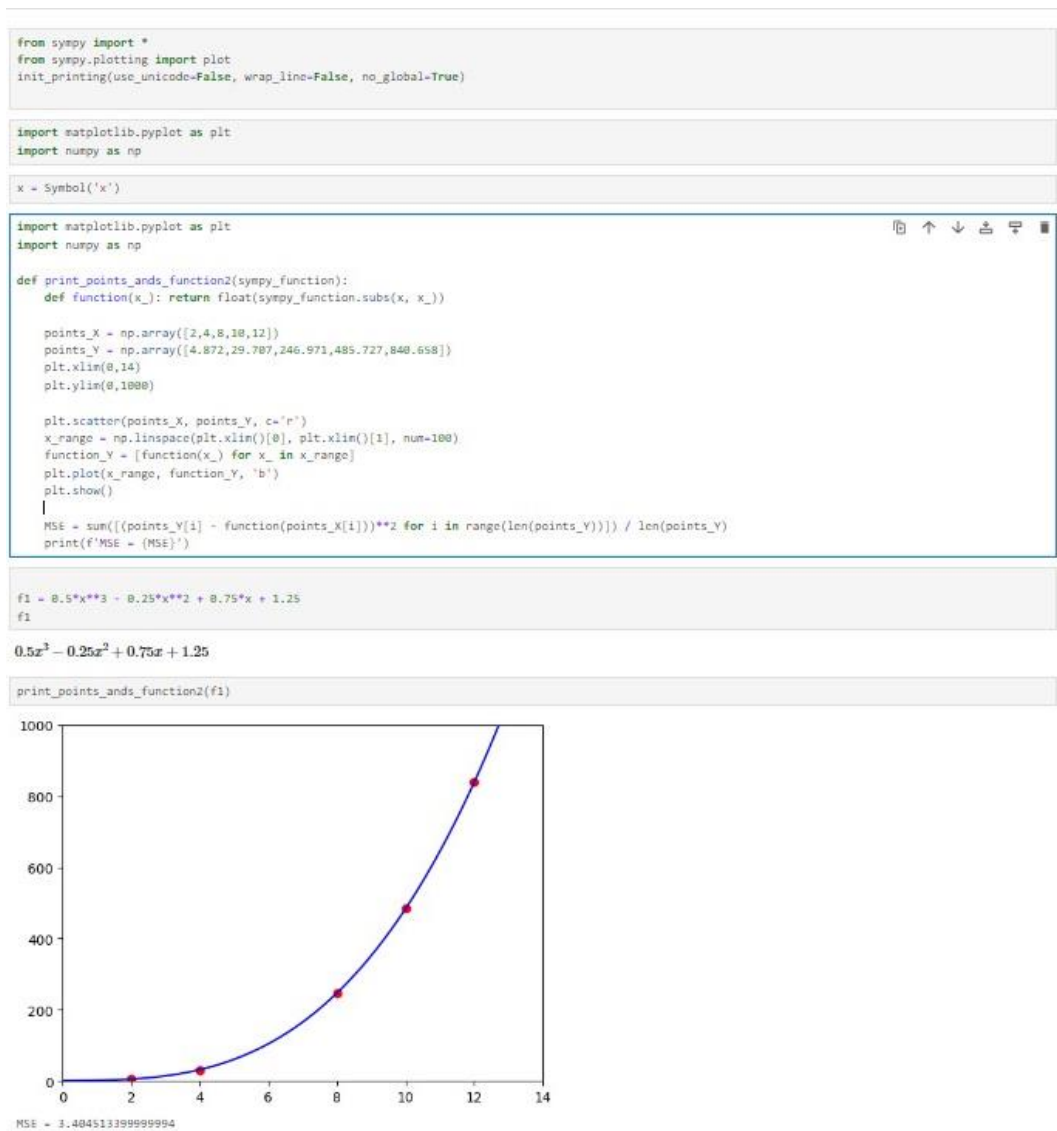 from sympy import *
from sympy.plotting import plot
init_printing(use_unicode=False, wrap_line=False, no_global=True)
import matplotlib.pyplot as plt
import numpy as np
x = Symbol('x')
import matplotlib.pyplot as plt
import numpy as np
def print_points_ands_function2(sympy_function):
def function(x_): return float(sympy_function.subs(x, x_))
points_X = np.array([2,4,8,10,12])
points_Y = np.array([4.872,29.707,246.971,485.727,840.658])
plt.xlim(0,14)
plt.ylim(0,1000)
plt.scatter(points_X, points_Y, c='r')
x_range = np.linspace(plt.xlim()[0], plt.xlim()[1], num=100)
function_Y = [function(x_) for x_ in x_range]
plt.plot(x_range, function_Y, 'b')
plt.show()
MSE = sum([(points_Y[i] - function(points_X[i]))**2 for i in range(len(points_Y))]) / len(points_Y)
print(f'MSE = {MSE}')
f1 = 0.5*x**3 - 0.25*x**2 + 0.75*x + 1.25
f1
0.5x³ − 0.25x² + 0.75x + 1.25
print_points_ands_function2(f1)
1000
800
600
400
200
0
0 2 4 6 8 10 12 14
MSE = 3.404513399999994